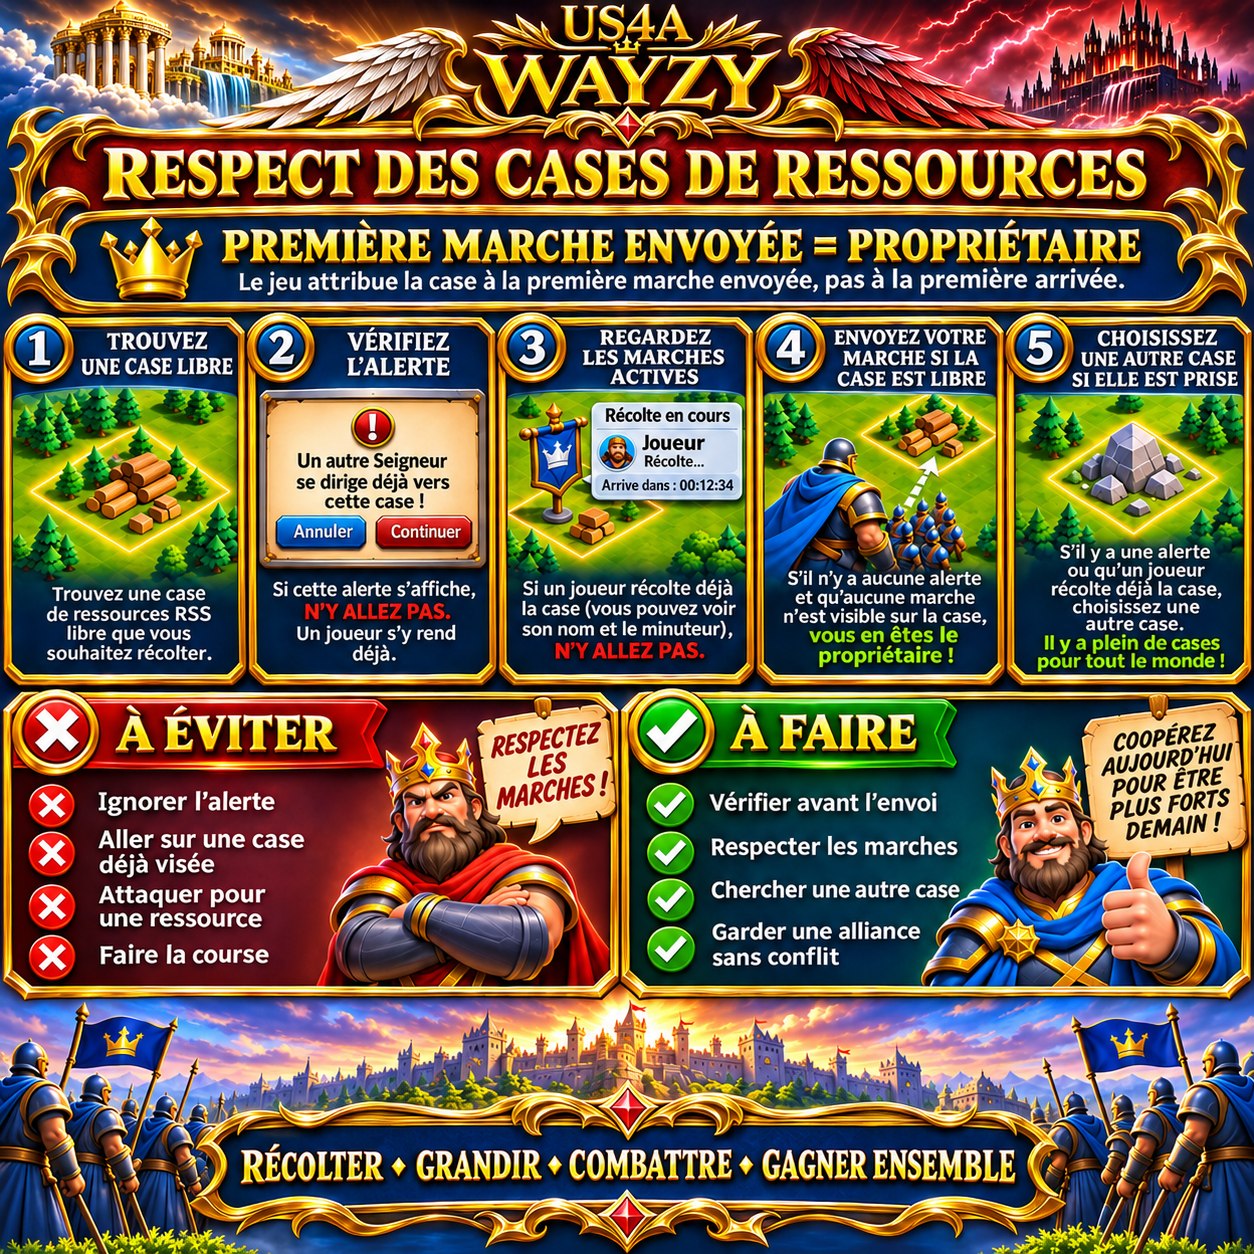 US4A
WAYZY
RESPECT DES CASES DE RESSOURCES
PREMIÈRE MARCHE ENVOYÉE = PROPRIÉTAIRE
Le jeu attribue la case à la première marche envoyée, pas à la première arrivée.
1
TROUVEZ
UNE CASE LIBRE
Trouvez une case
de ressources RSS
libre que vous
souhaitez récolter.
2
VÉRIFIEZ
L'ALERTE
!
Un autre Seigneur
se dirige déjà vers
cette case !
Annuler
Continuer
Si cette alerte s'affiche,
N'Y ALLEZ PAS.
Un joueur s'y rend
déjà.
3
REGARDEZ
LES MARCHES
ACTIVES
Récolte en cours
Joueur
Récolte...
Arrive dans : 00:12:34
Si un joueur récolte déjà
la case (vous pouvez voir
son nom et le minuteur),
N'Y ALLEZ PAS.
4
ENVOYEZ VOTRE
MARCHE SI LA
CASE EST LIBRE
S'il n'y a aucune alerte
et qu'aucune marche
n'est visible sur la case,
vous en êtes le
propriétaire !
5
CHOISISSEZ
UNE AUTRE CASE
SI ELLE EST PRISE
S'il y a une alerte
ou qu'un joueur
récolte déjà la case,
choisissez une
autre case.
Il y a plein de cases
pour tout le monde !
À ÉVITER
Ignorer l'alerte
Aller sur une case
déjà visée
Attaquer pour
une ressource
Faire la course
RESPECTEZ
LES
MARCHES !
À FAIRE
Vérifier avant l'envoi
Respecter les marches
Chercher une autre case
Garder une alliance
sans conflit
COOPÉREZ
AUJOURD'HUI
POUR ÊTRE
PLUS FORTS
DEMAIN !
RÉCOLTER • GRANDIR • COMBATTRE • GAGNER ENSEMBLE